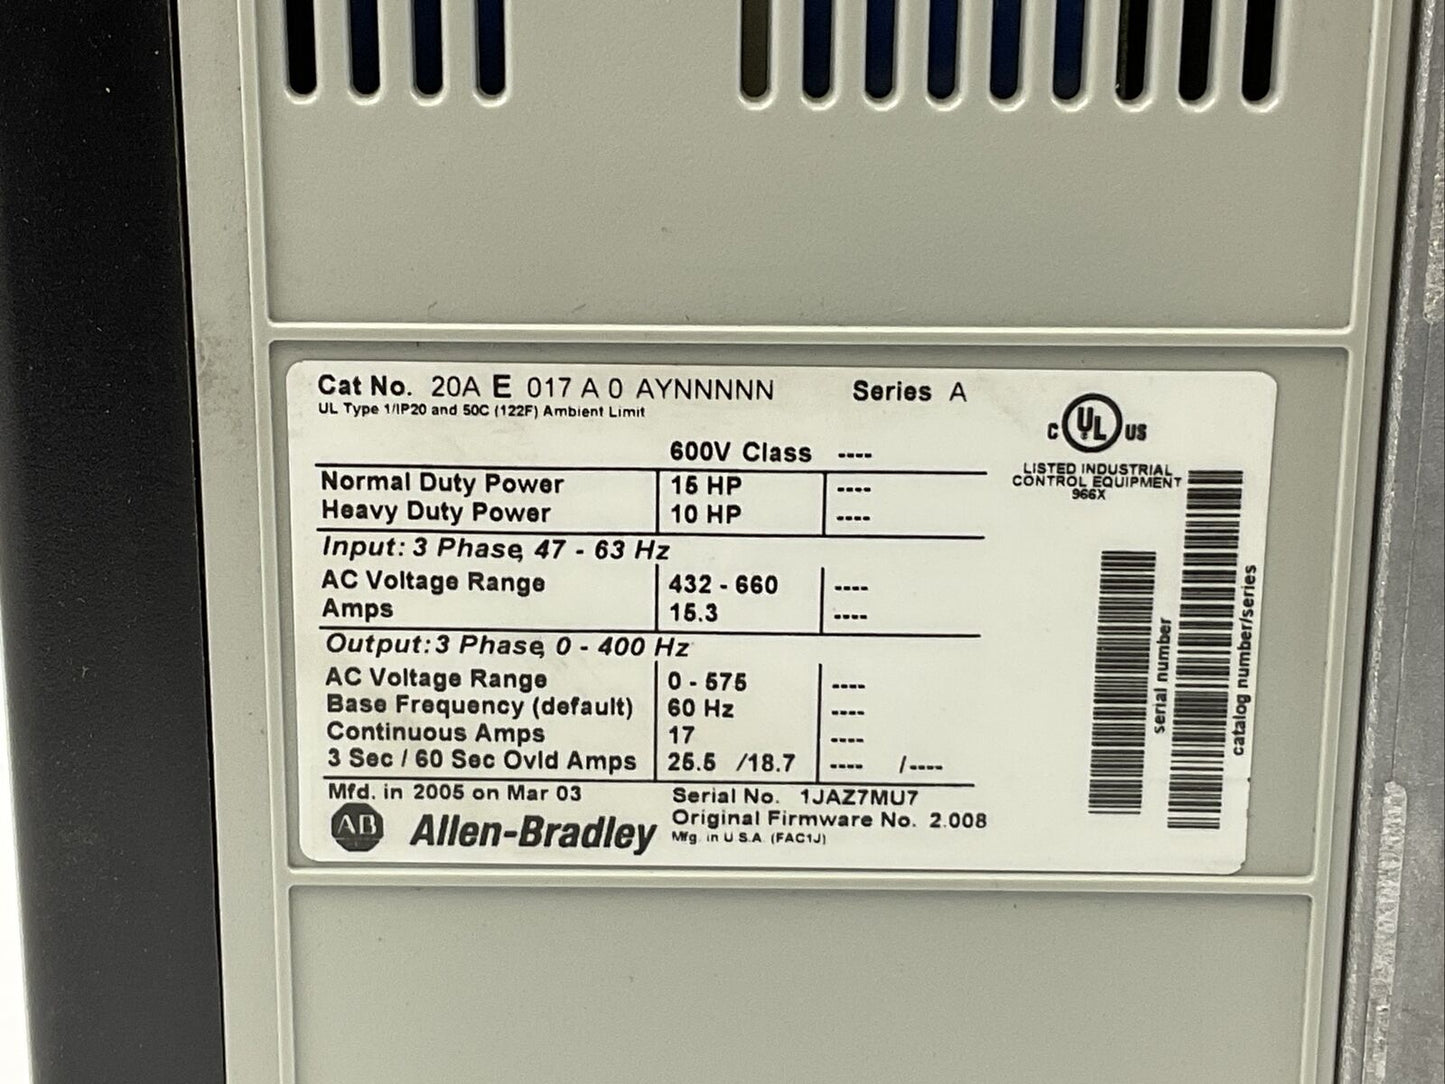 Cat No. 20A E 017 A 0 AYNNNNN Series A
UL Type 1/IP20 and 50C (122F) Ambient Limit
C UL US
LISTED INDUSTRIAL
CONTROL EQUIPMENT
966X
600V Class ----
Normal Duty Power 15 HP ----
Heavy Duty Power 10 HP ----
Input: 3 Phase, 47 - 63 Hz
AC Voltage Range 432 - 660 ----
Amps 15.3 ----
Output: 3 Phase, 0 - 400 Hz
AC Voltage Range 0 - 575 ----
Base Frequency (default) 60 Hz ----
Continuous Amps 17 ----
3 Sec / 60 Sec Ovld Amps 25.5 /18.7 ---- /----
Mfd. in 2005 on Mar 03 Serial No. 1JAZ7MU7
AB Allen-Bradley Original Firmware No. 2.008
Mfg. in U.S.A. (FAC1J)
serial number
catalog number/series